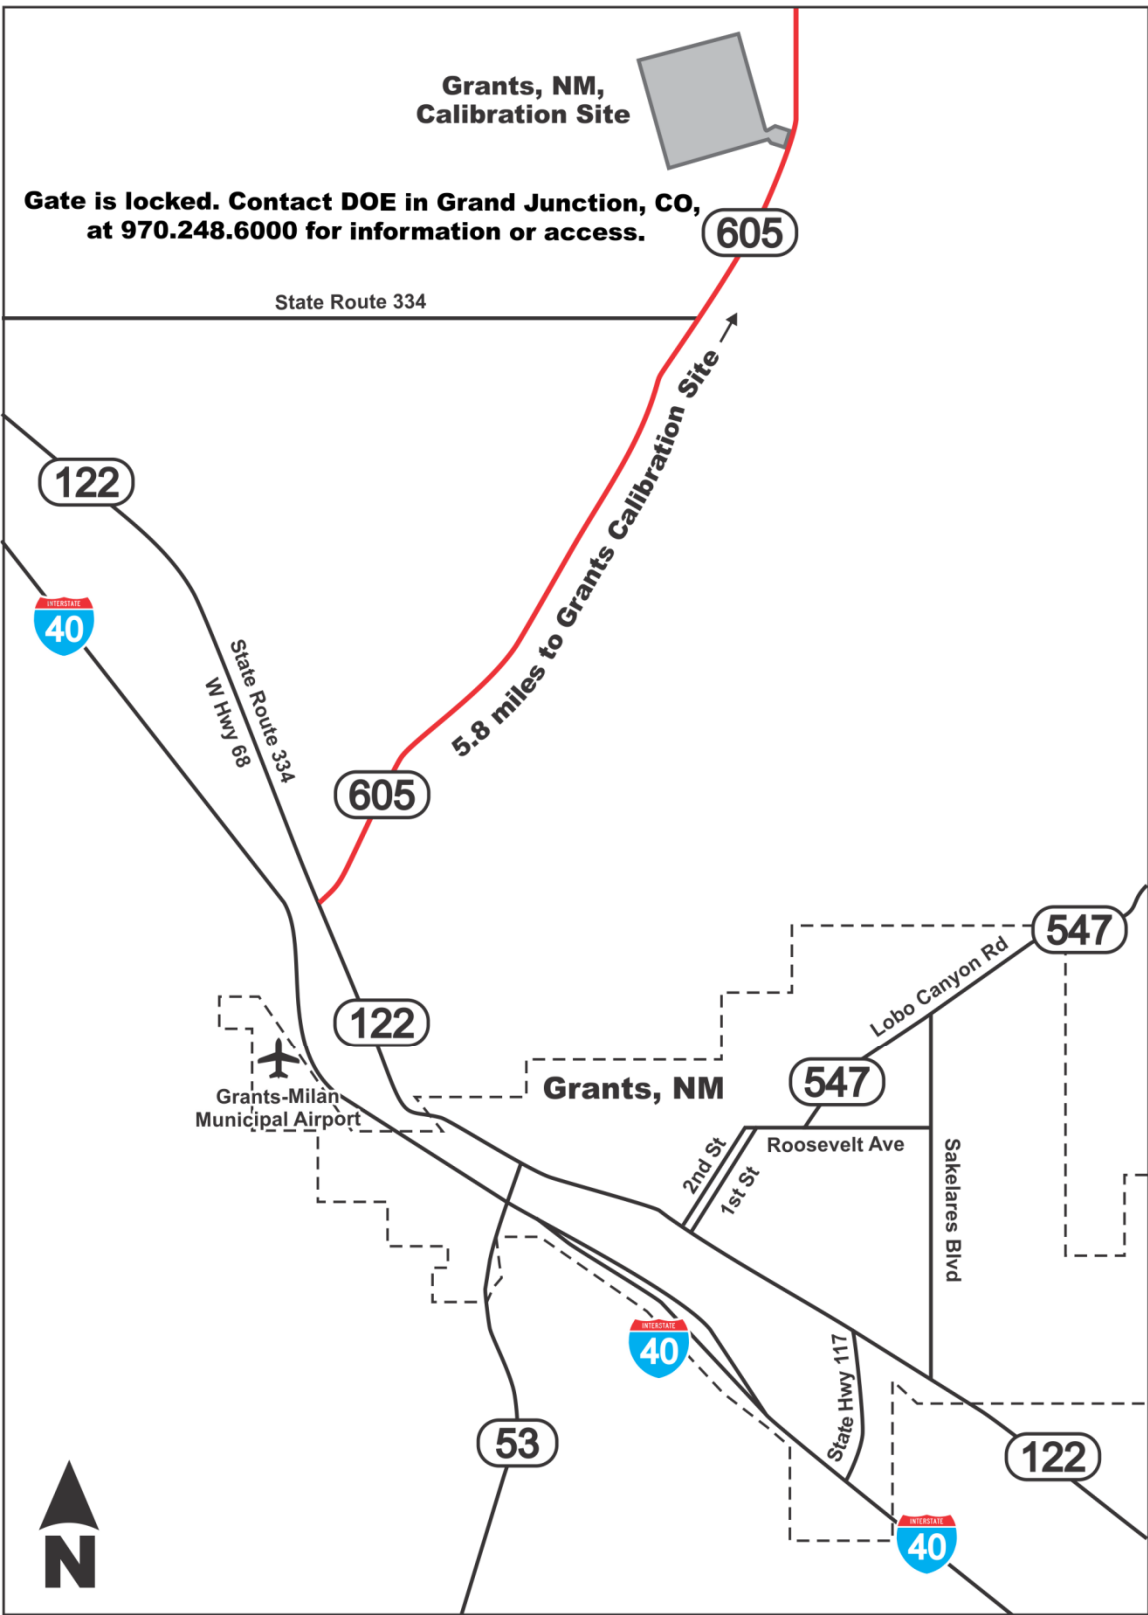 Grants, NM,
Calibration Site
Gate is locked. Contact DOE in Grand Junction, CO,
at 970.248.6000 for information or access.
605
State Route 334
5.8 miles to Grants Calibration Site
122
INTERSTATE
40
State Route 334
W Hwy 68
605
547
Lobo Canyon Rd
122
547
Grants, NM
Grants-Milan
Municipal Airport
Roosevelt Ave
2nd St
1st St
Sakelares Blvd
INTERSTATE
40
State Hwy 117
53
122
INTERSTATE
40
N